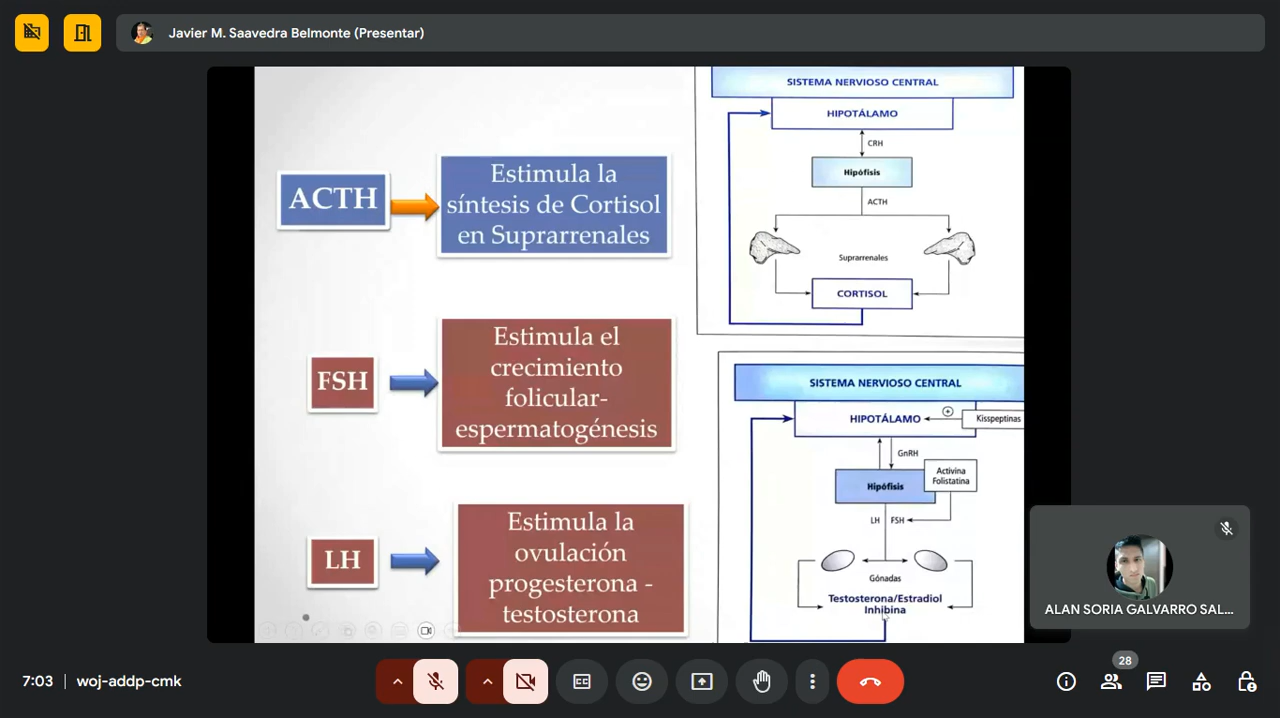 Javier M. Saavedra Belmonte (Presentar)
ACTH
Estimula la
síntesis de Cortisol
en Suprarrenales
FSH
Estimula el
crecimiento
folicular-
espermatogénesis
LH
Estimula la
ovulación
progesterona -
testosterona
SISTEMA NERVIOSO CENTRAL
HIPOTÁLAMO
CRH
Hipófisis
ACTH
Suprarrenales
CORTISOL
SISTEMA NERVIOSO CENTRAL
HIPOTÁLAMO
Kisspeptinas
GnRH
Activina
Folistatina
Hipófisis
LH FSH
Gónadas
Testosterona/Estradiol
Inhibina
ALAN SORIA GALVARRO SAL...
7:03 woj-addp-cmk
28